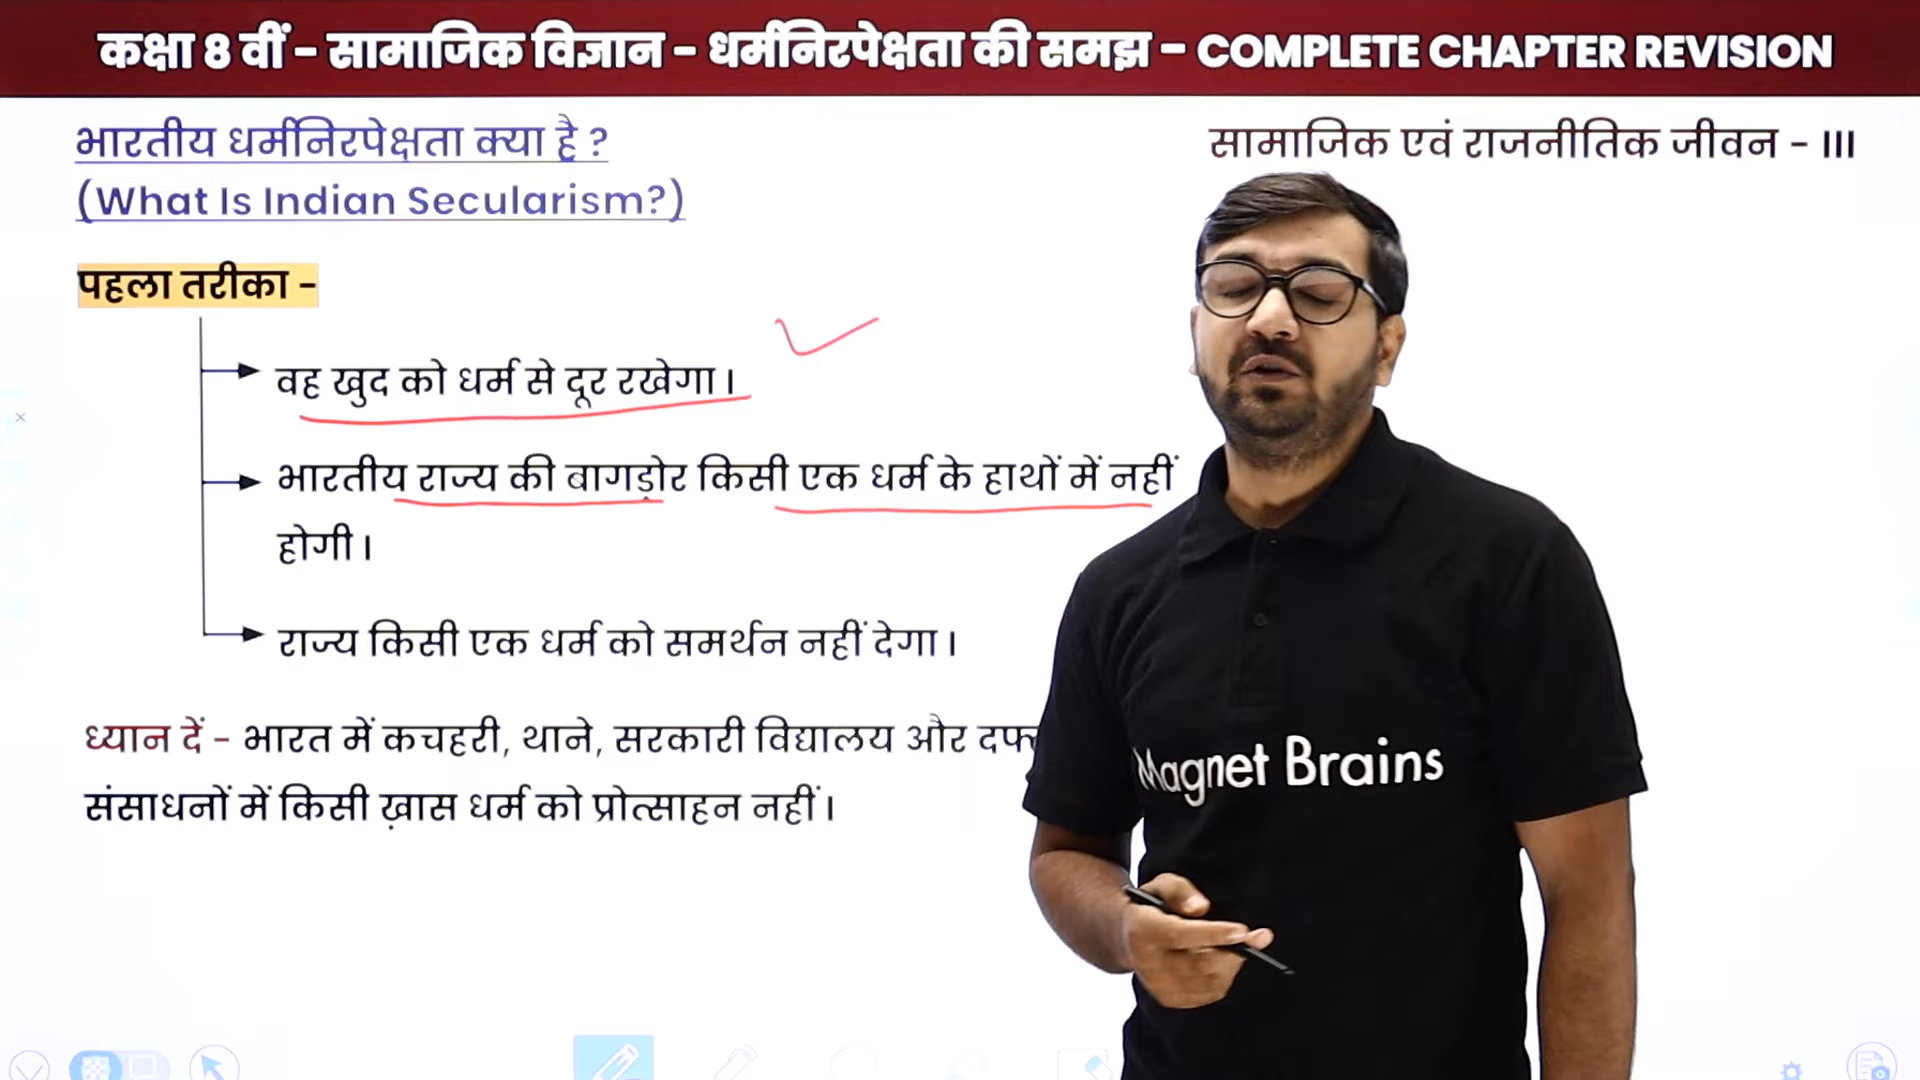 कक्षा 8 वीं - सामाजिक विज्ञान - धर्मनिरपेक्षता की समझ - COMPLETE CHAPTER REVISION
भारतीय धर्मनिरपेक्षता क्या है ?
(What Is Indian Secularism?)
सामाजिक एवं राजनीतिक जीवन - III
पहला तरीका -
वह खुद को धर्म से दूर रखेगा।
भारतीय राज्य की बागड़ोर किसी एक धर्म के हाथों में नहीं
होगी।
राज्य किसी एक धर्म को समर्थन नहीं देगा।
ध्यान दें - भारत में कचहरी, थाने, सरकारी विद्यालय और
संसाधनों में किसी ख़ास धर्म को प्रोत्साहन नहीं।
Magnet Brains